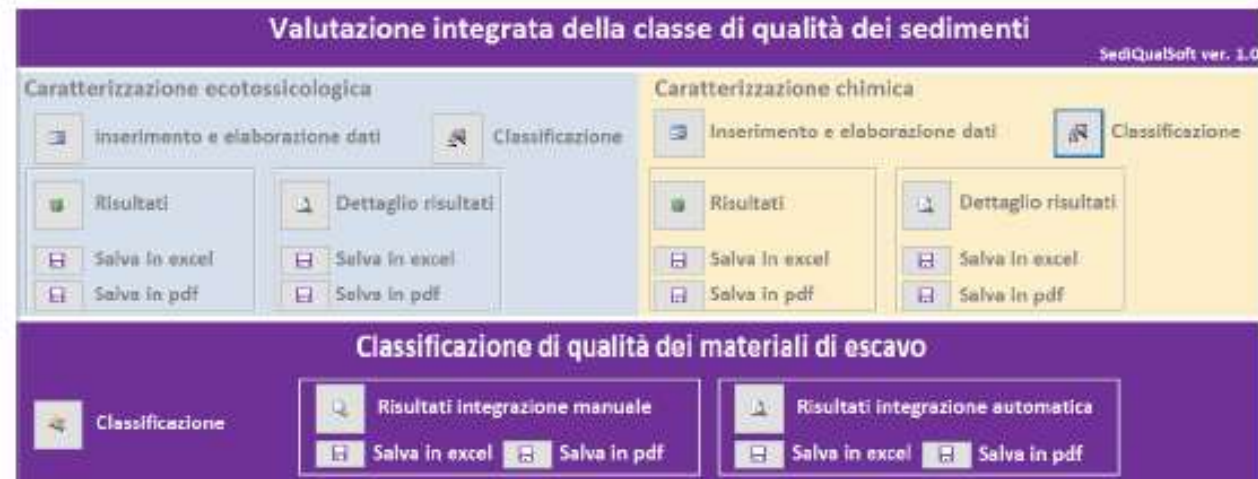 Valutazione integrata della classe di qualità dei sedimenti
SediQualSoft ver. 1.0
Caratterizzazione ecotossicologica
Inserimento e elaborazione dati
Classificazione
Risultati
Dettaglio risultati
Salva in excel
Salva in excel
Salva in pdf
Salva in pdf
Caratterizzazione chimica
Inserimento e elaborazione dati
Classificazione
Risultati
Dettaglio risultati
Salva in excel
Salva in excel
Salva in pdf
Salva in pdf
Classificazione di qualità dei materiali di escavo
Classificazione
Risultati integrazione manuale
Salva in excel
Salva in pdf
Risultati integrazione automatica
Salva in excel
Salva in pdf